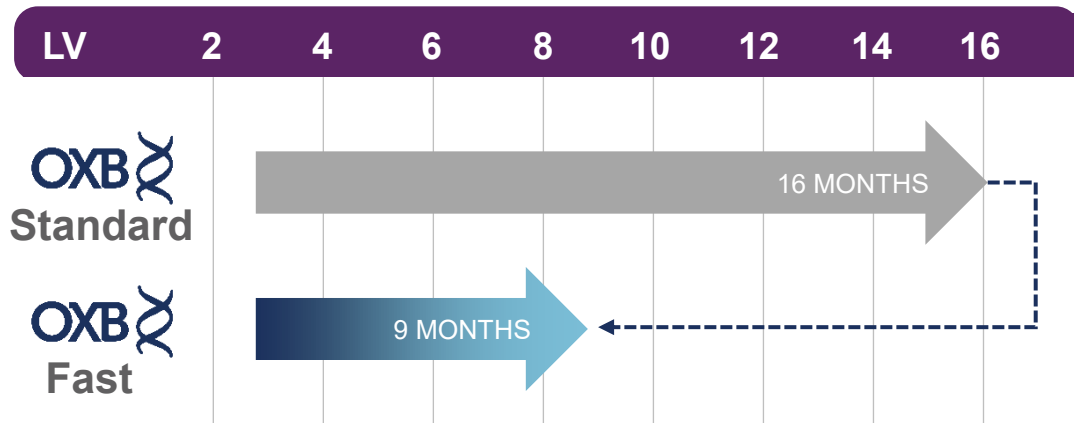 LV 2 4 6 8 10 12 14 16
OXB
Standard
16 MONTHS
OXB
Fast
9 MONTHS